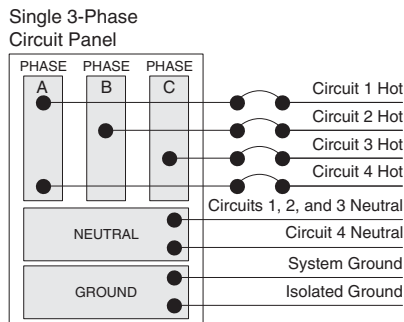 Single 3-Phase
Circuit Panel
PHASE PHASE PHASE
A B C
Circuit 1 Hot
Circuit 2 Hot
Circuit 3 Hot
Circuit 4 Hot
Circuits 1, 2, and 3 Neutral
NEUTRAL
Circuit 4 Neutral
System Ground
GROUND
Isolated Ground